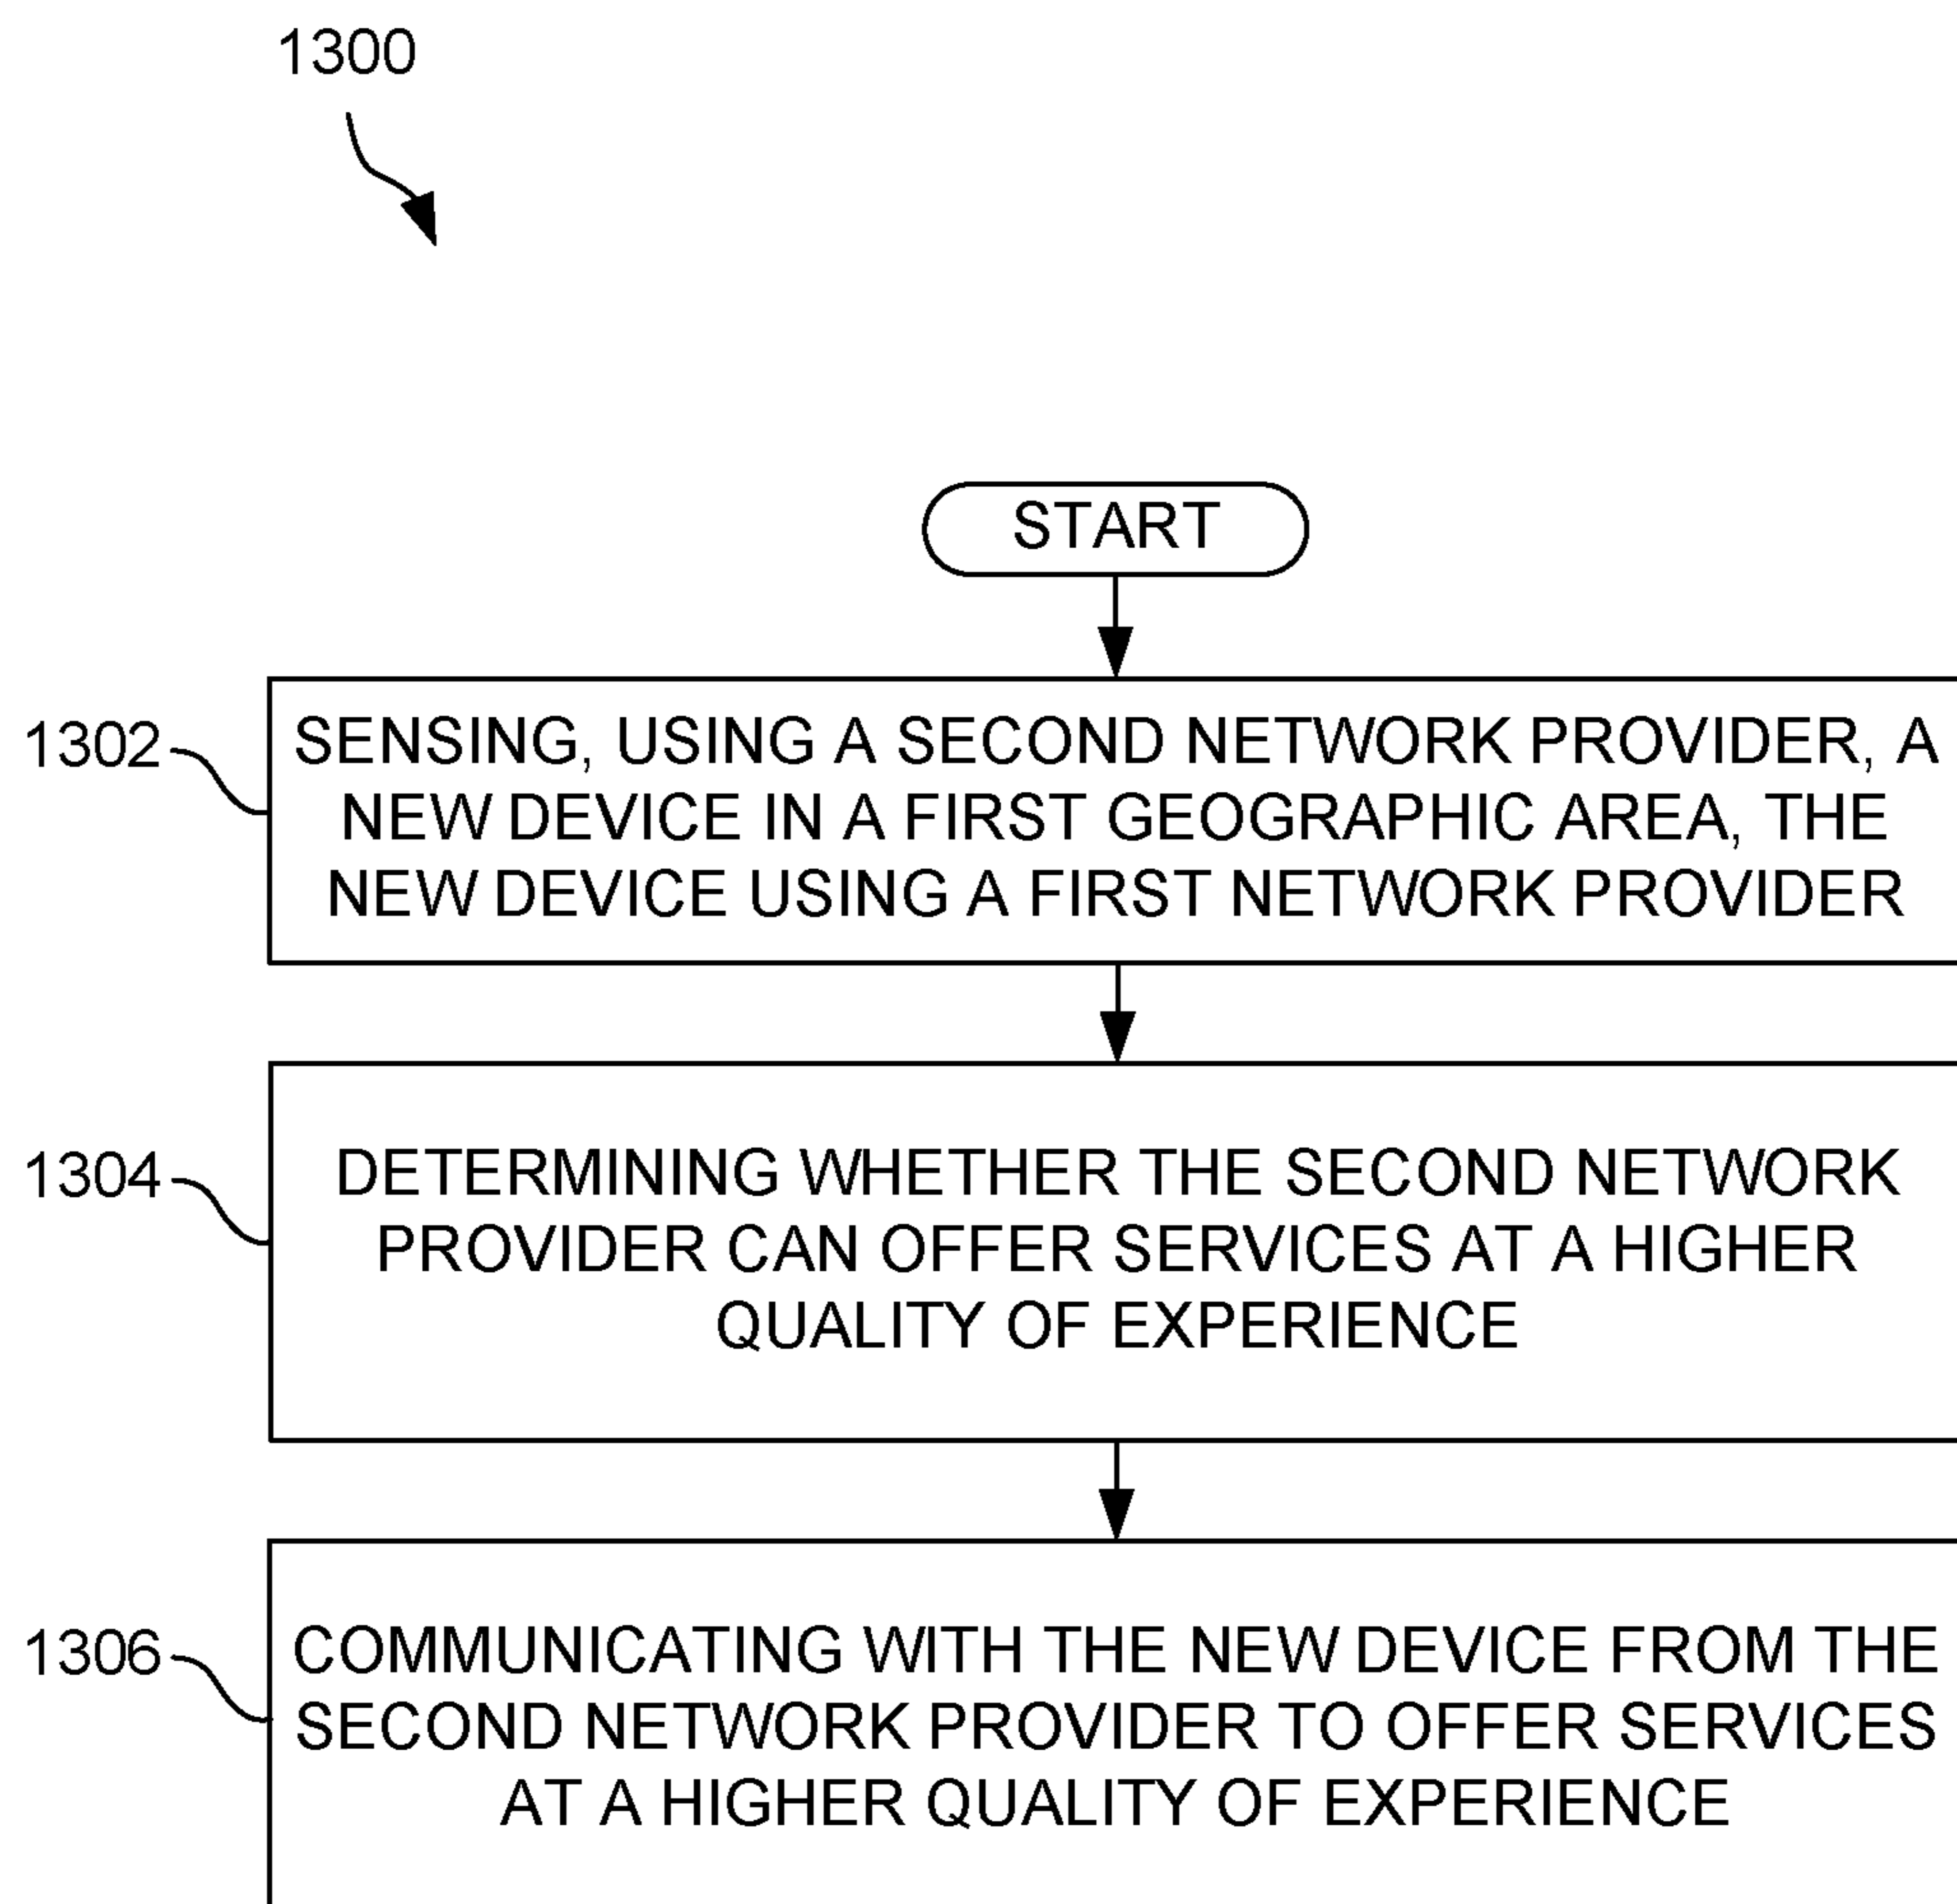 1300
START
1302
SENSING, USING A SECOND NETWORK PROVIDER, A
NEW DEVICE IN A FIRST GEOGRAPHIC AREA, THE
NEW DEVICE USING A FIRST NETWORK PROVIDER
1304
DETERMINING WHETHER THE SECOND NETWORK
PROVIDER CAN OFFER SERVICES AT A HIGHER
QUALITY OF EXPERIENCE
1306
COMMUNICATING WITH THE NEW DEVICE FROM THE
SECOND NETWORK PROVIDER TO OFFER SERVICES
AT A HIGHER QUALITY OF EXPERIENCE